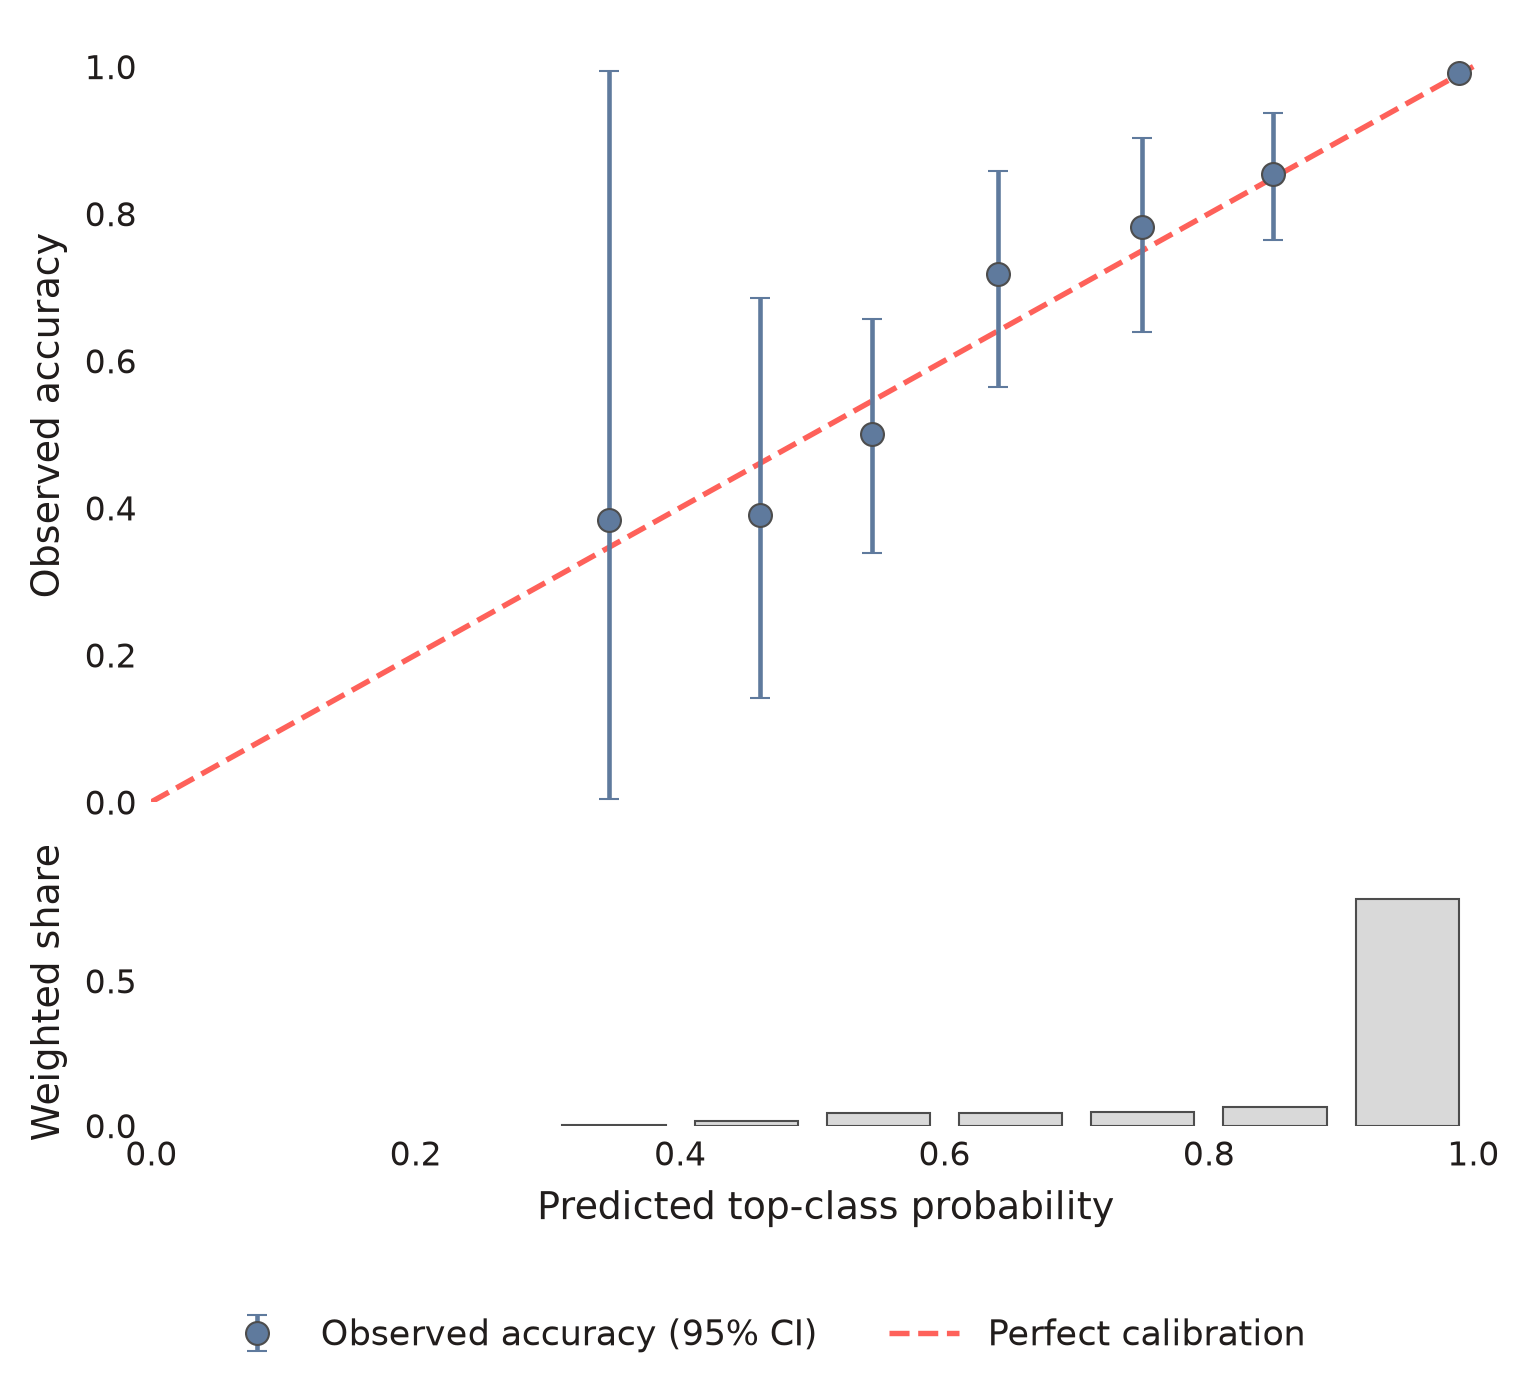 1.0
0.8
0.6
0.4
0.2
0.0
Observed accuracy
0.5
0.0
Weighted share
0.0 0.2 0.4 0.6 0.8 1.0
Predicted top-class probability
Observed accuracy (95% CI) Perfect calibration